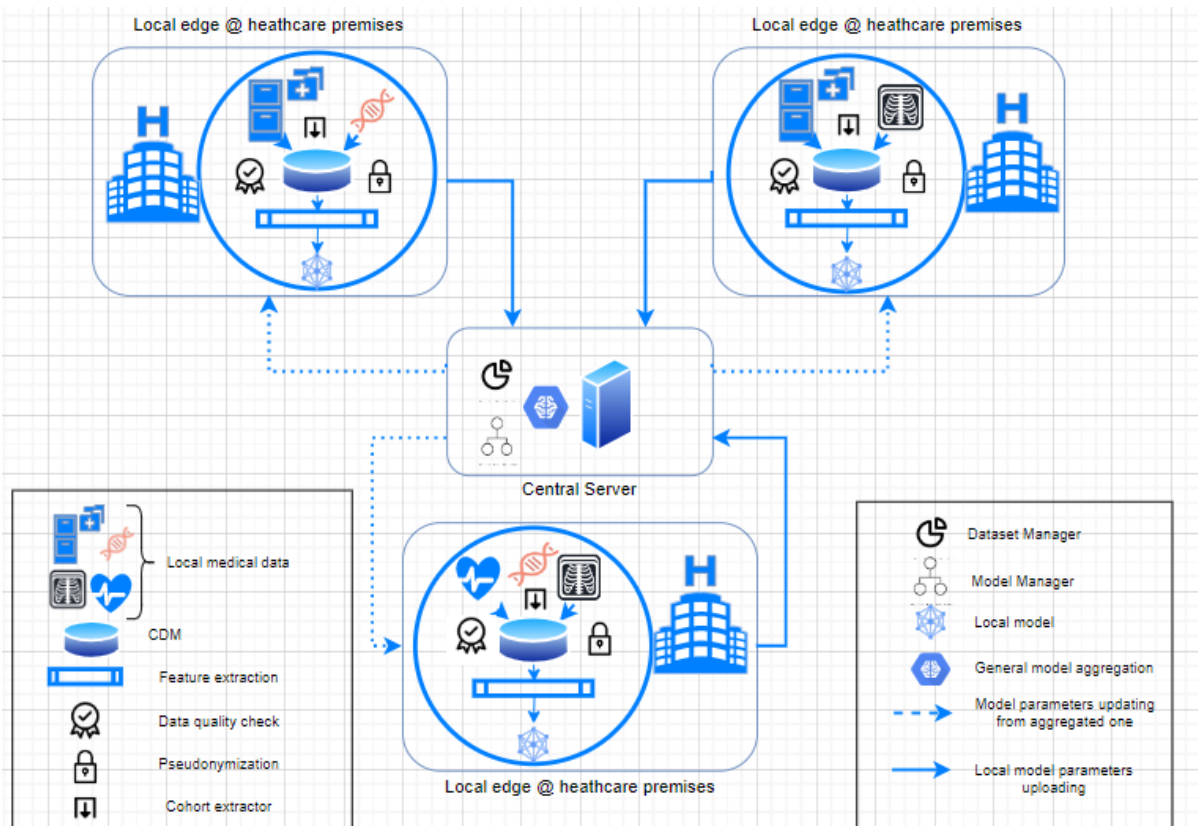 Local edge @ heathcare premises
Local edge @ heathcare premises
H
H
Central Server
H
Local edge @ heathcare premises
Local medical data
CDM
Feature extraction
Data quality check
Pseudonymization
Cohort extractor
Dataset Manager
Model Manager
Local model
General model aggregation
Model parameters updating
from aggregated one
Local model parameters
uploading